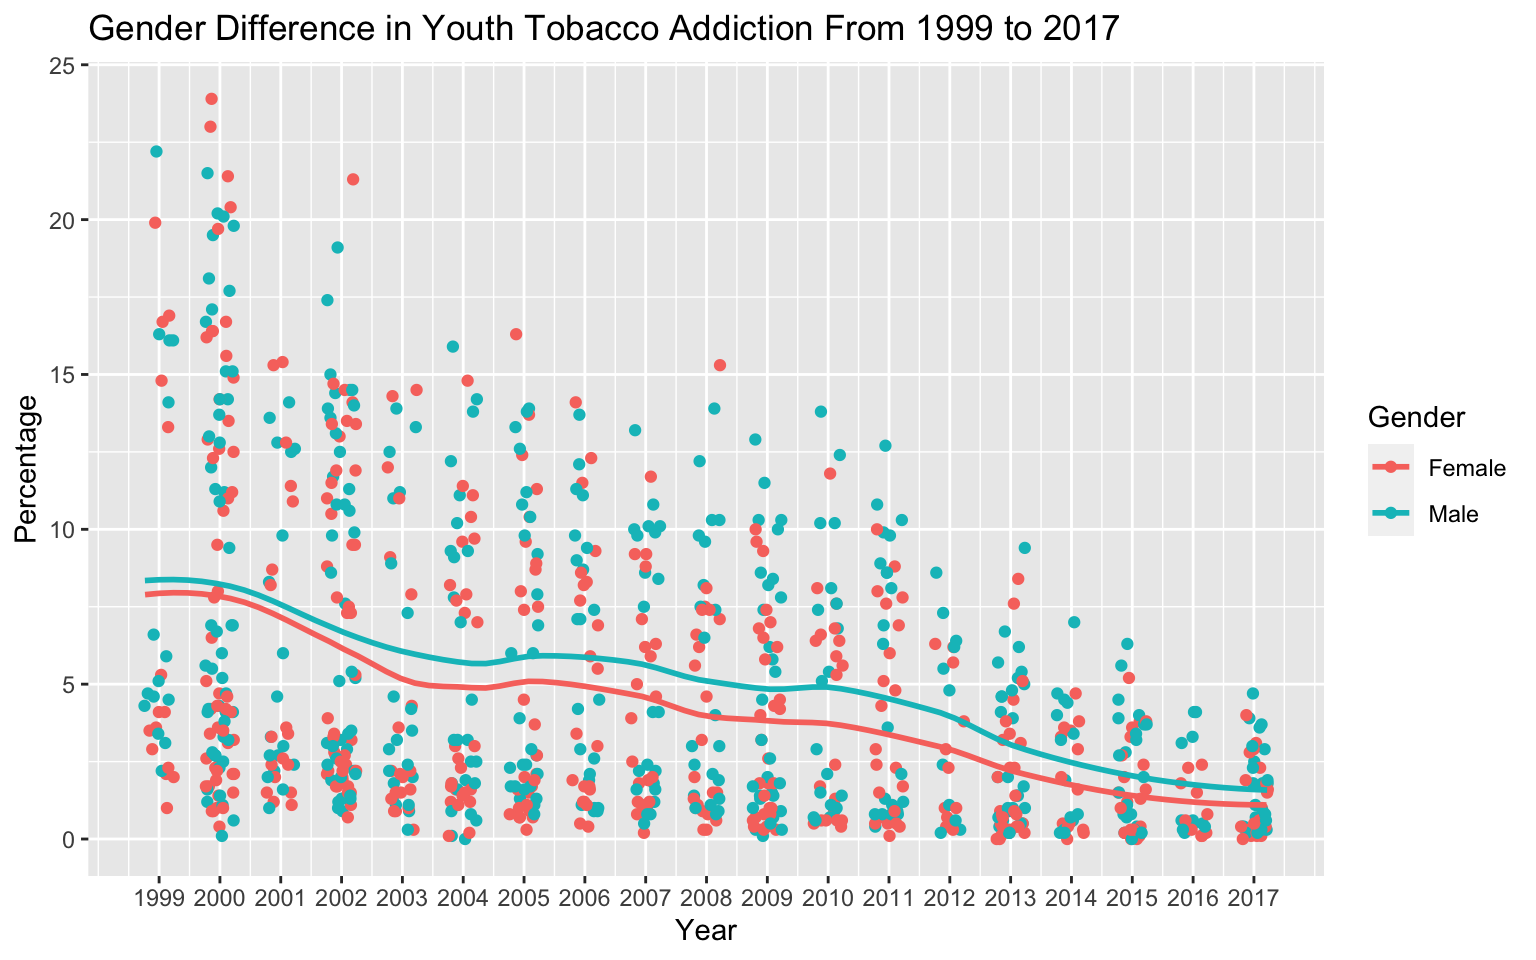 Gender Difference in Youth Tobacco Addiction From 1999 to 2017
25
20
15
10
5
0
Percentage
1999 2000 2001 2002 2003 2004 2005 2006 2007 2008 2009 2010 2011 2012 2013 2014 2015 2016 2017
Year
Gender
Female
Male